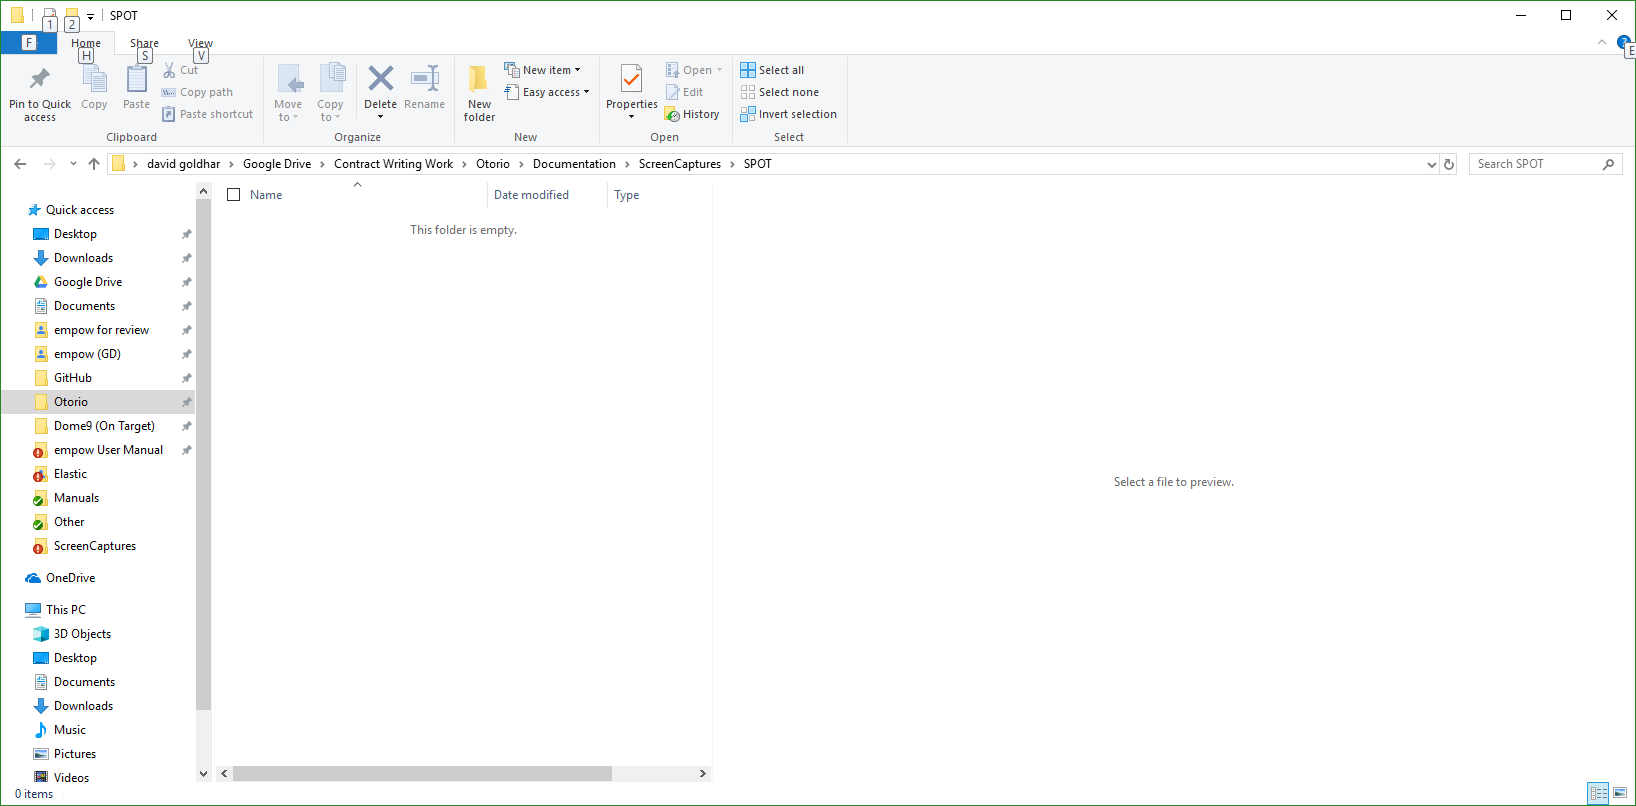 SPOT
1 2
F Home Share View
H S V E
Pin to Quick access
Copy
Paste
Cut
Copy path
Paste shortcut
Clipboard
Move to
Copy to
Delete
Rename
Organize
New folder
New item
Easy access
New
Properties
Open
Edit
History
Open
Select all
Select none
Invert selection
Select
david goldhar > Google Drive > Contract Writing Work > Otorio > Documentation > ScreenCaptures > SPOT
Search SPOT
Name Date modified Type
This folder is empty.
Select a file to preview.
Quick access
Desktop
Downloads
Google Drive
Documents
empow for review
empow (GD)
GitHub
Otorio
Dome9 (On Target)
empow User Manual
Elastic
Manuals
Other
ScreenCaptures
OneDrive
This PC
3D Objects
Desktop
Documents
Downloads
Music
Pictures
Videos
0 items